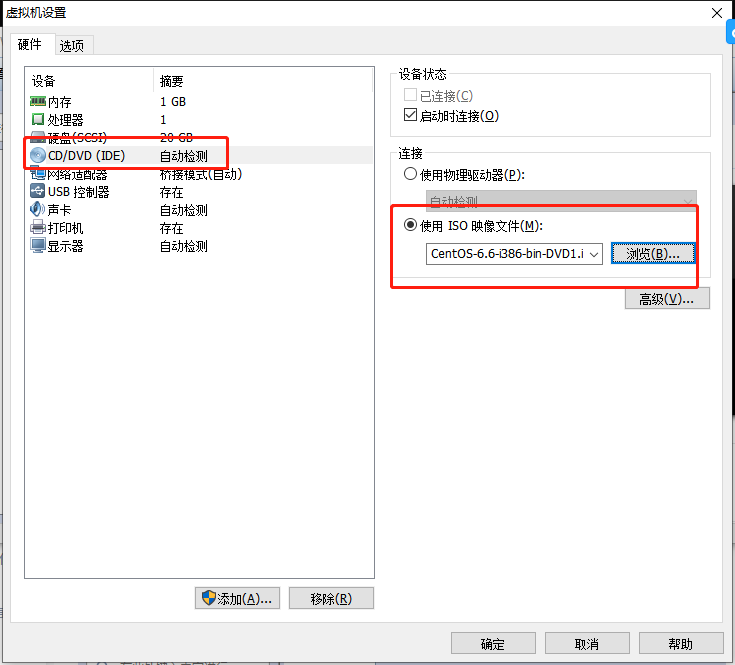 虚拟机设置
硬件 选项
设备 摘要
内存 1 GB
处理器 1
硬盘(SCSI) 20 GB
CD/DVD (IDE) 自动检测
网络适配器 桥接模式(自动)
USB 控制器 存在
声卡 自动检测
打印机 存在
显示器 自动检测
添加(A)... 移除(R)
设备状态
已连接(C)
启动时连接(O)
连接
使用物理驱动器(P):
自动检测
使用 ISO 映像文件(M):
CentOS-6.6-i386-bin-DVD1.i 浏览(B)...
高级(V)...
确定 取消 帮助